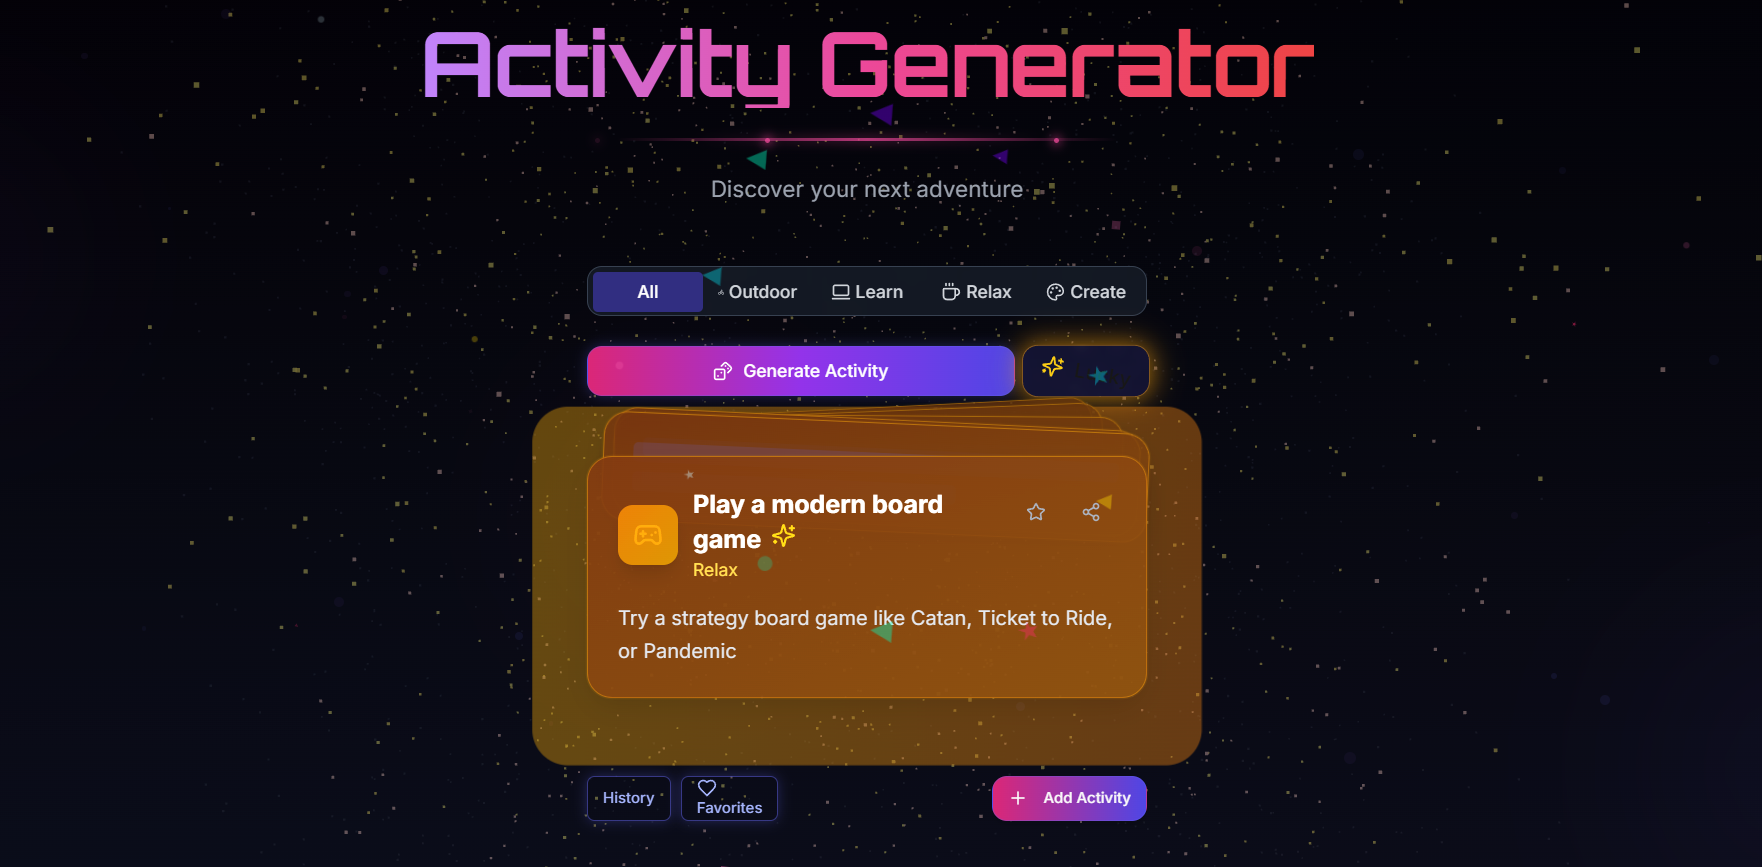 Activity Generator
Discover your next adventure
All Outdoor Learn Relax Create
Generate Activity
Play a modern board
game
Relax
Try a strategy board game like Catan, Ticket to Ride,
or Pandemic
History Favorites Add Activity